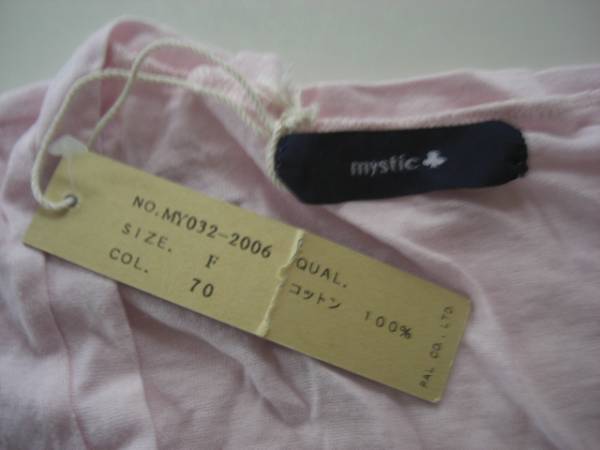 mystic
NO. MY032-2006
SIZE. F
COL. 70
QUAL.
コットン 100%
PAL CO., LTD.